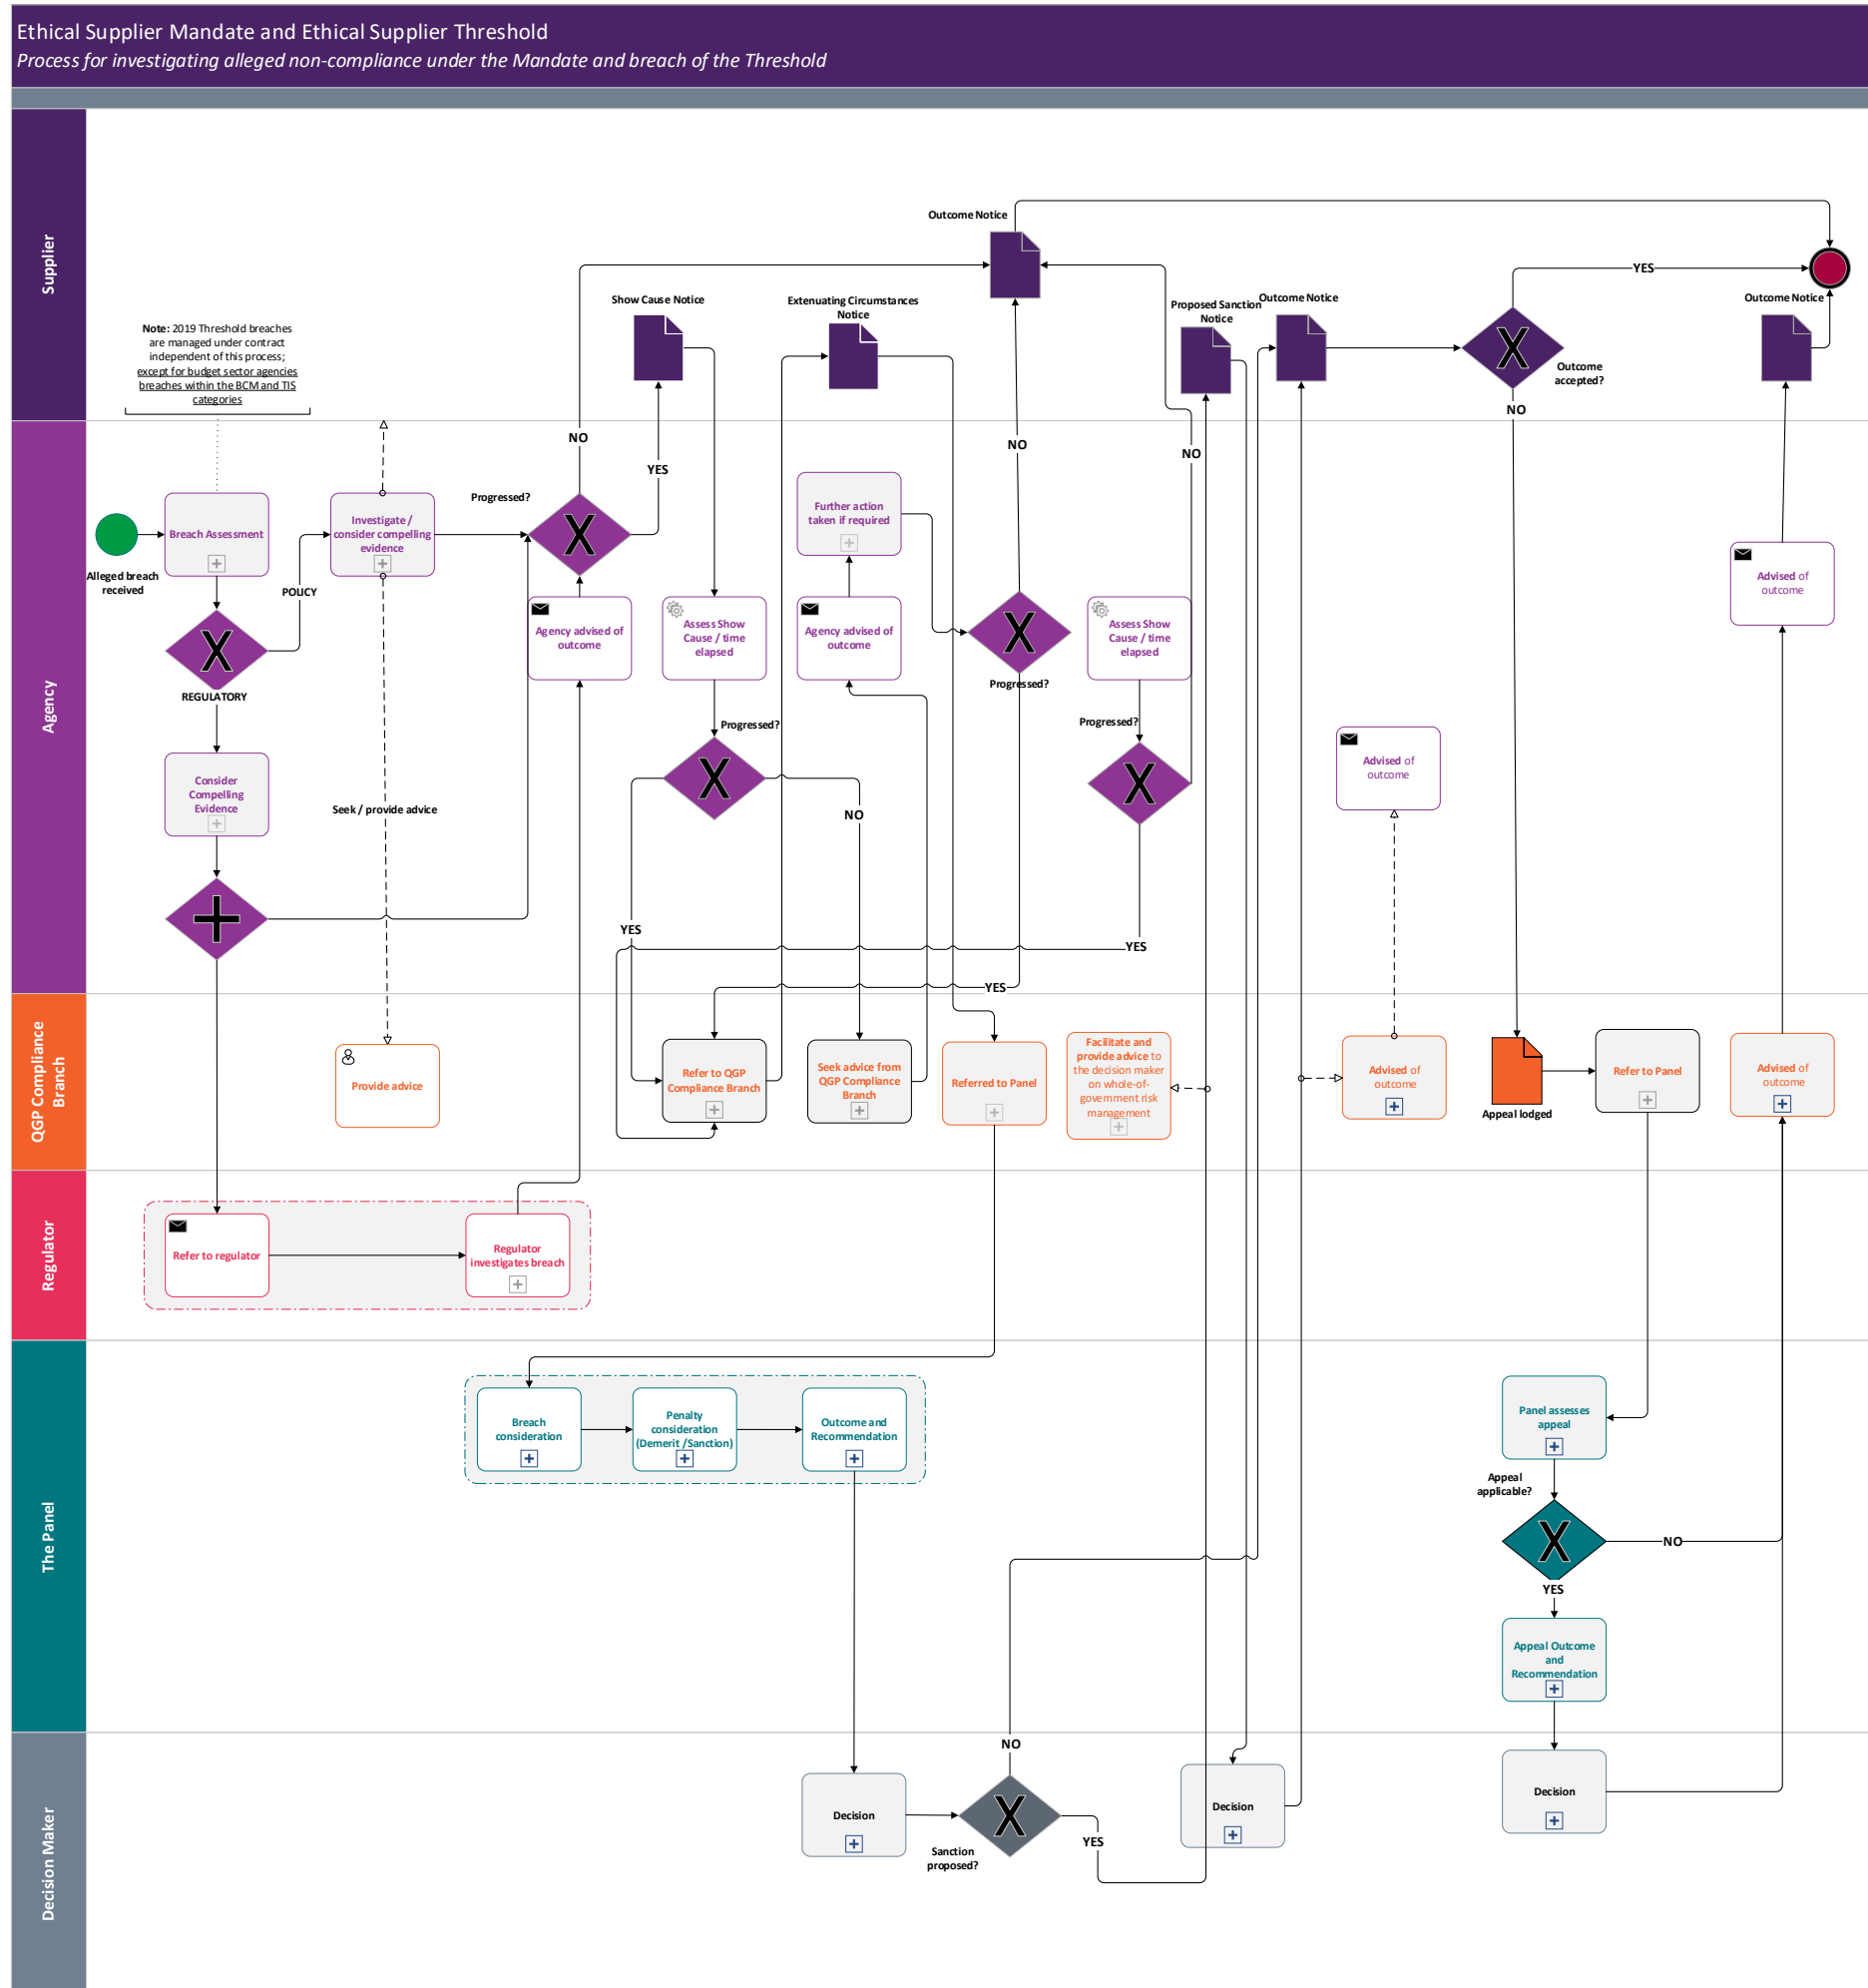 Ethical Supplier Mandate and Ethical Supplier Threshold
Process for investigating alleged non-compliance under the Mandate and breach of the Threshold
Supplier
Outcome Notice
Show Cause Notice
Extenuating Circumstances
Notice
Proposed Sanction
Notice
Outcome Notice
YES
Outcome Notice
Outcome
accepted?
NO
Note: 2019 Threshold breaches
are managed under contract
independent of this process;
except for budget sector agencies
breaches within the BCM and TIS
categories
Agency
Alleged breach
received
Breach Assessment
POLICY
REGULATORY
Investigate /
consider compelling
evidence
Progressed?
X
NO
YES
X
Agency advised of
outcome
Assess Show
Cause / time
elapsed
Further action
taken if required
Agency advised of
outcome
NO
X
Progressed?
Assess Show
Cause / time
elapsed
NO
Advised of
outcome
Consider
Compelling
Evidence
Seek / provide advice
Progressed?
X
NO
YES
Progressed?
X
YES
YES
Advised of
outcome
X
QGP Compliance
Branch
Provide advice
Refer to QGP
Compliance Branch
Seek advice from
QGP Compliance
Branch
Referred to Panel
Facilitate and
provide advice to
the decision maker
on whole-of-
government risk
management
Advised of
outcome
Appeal lodged
Refer to Panel
Advised of
outcome
Regulator
Refer to regulator
Regulator
investigates breach
The Panel
Breach
consideration
Penalty
consideration
(Demerit /Sanction)
Outcome and
Recommendation
Panel assesses
appeal
Appeal
applicable?
X
NO
YES
Appeal Outcome
and
Recommendation
Decision Maker
Decision
NO
X
Sanction
proposed?
YES
Decision
Decision